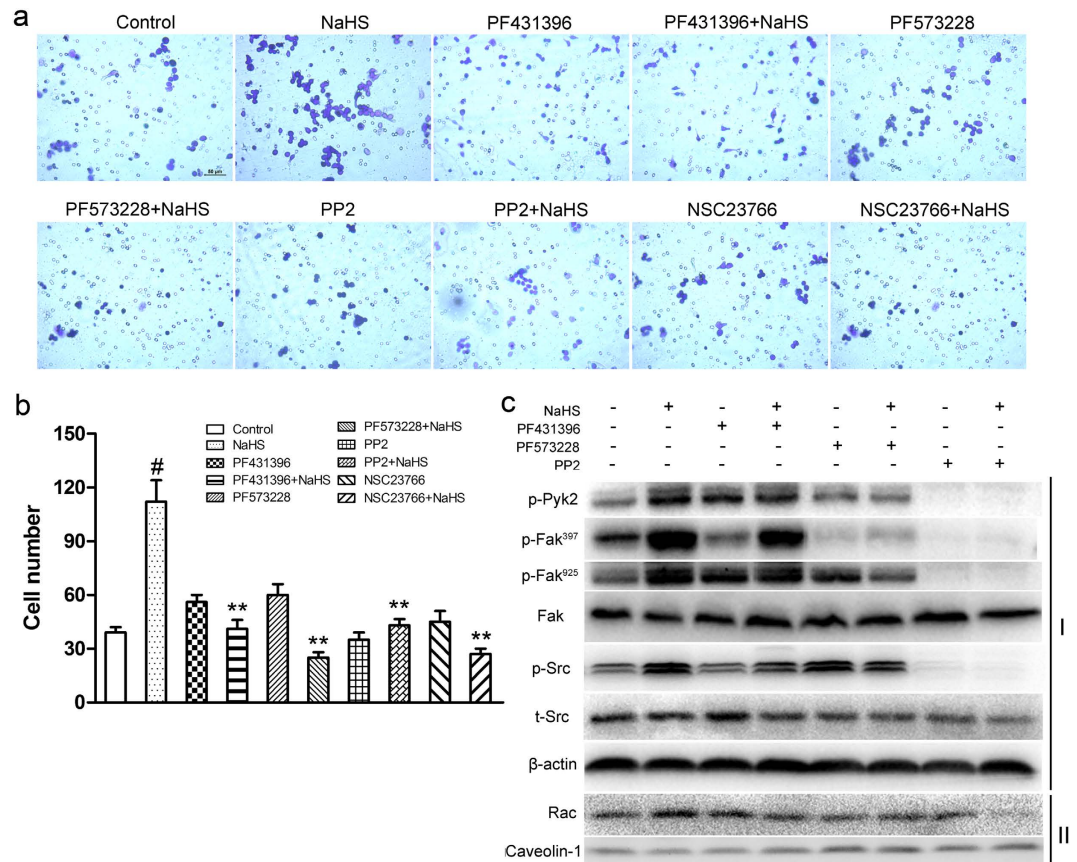 a
Control NaHS PF431396 PF431396+NaHS PF573228
80 μm
PF573228+NaHS PP2 PP2+NaHS NSC23766 NSC23766+NaHS
b
Cell number
150
120
90
60
30
0
# ** ** ** **
Control
NaHS
PF431396
PF431396+NaHS
PF573228
PF573228+NaHS
PP2
PP2+NaHS
NSC23766
NSC23766+NaHS
c
NaHS - + - + - + - +
PF431396 - - + + - - - -
PF573228 - - - - + + - -
PP2 - - - - - - + +
p-Pyk2
p-Fak³⁹⁷
p-Fak⁹²⁵
Fak
p-Src
t-Src
β-actin
I
Rac
Caveolin-1
II